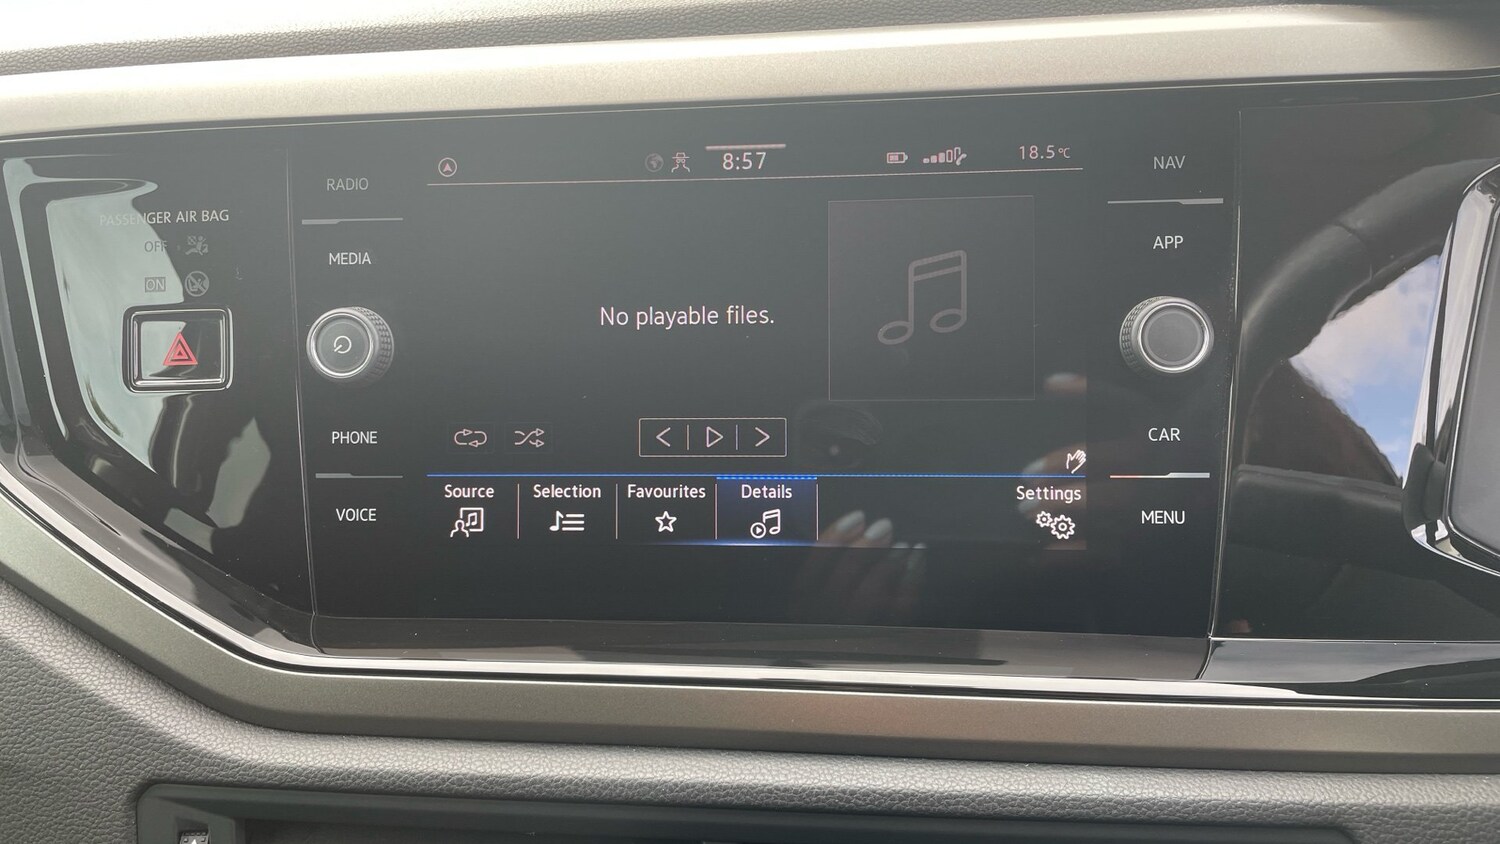 PASSENGER AIR BAG
OFF
ON
RADIO
MEDIA
PHONE
VOICE
8:57
18.5°C
No playable files.
Source
Selection
Favourites
Details
Settings
NAV
APP
CAR
MENU